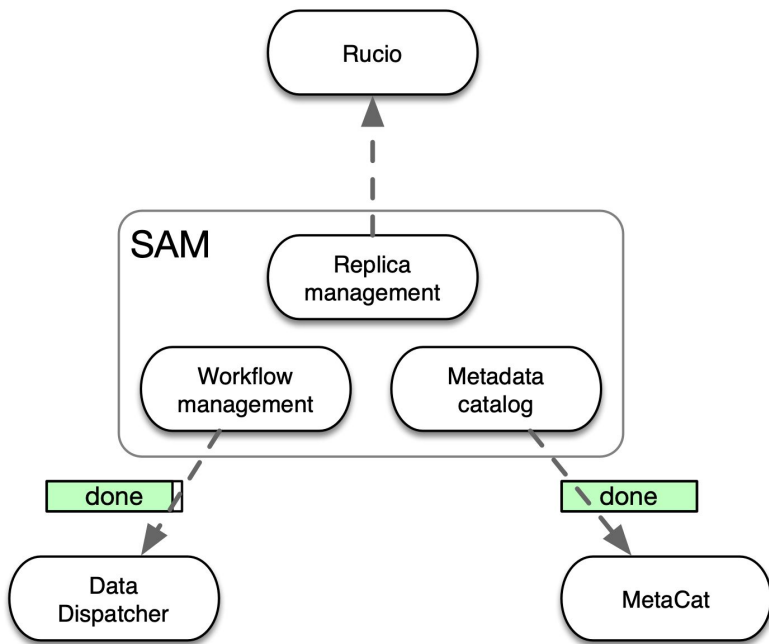 Rucio
SAM
Replica
management
Workflow
management
Metadata
catalog
done
done
Data
Dispatcher
MetaCat